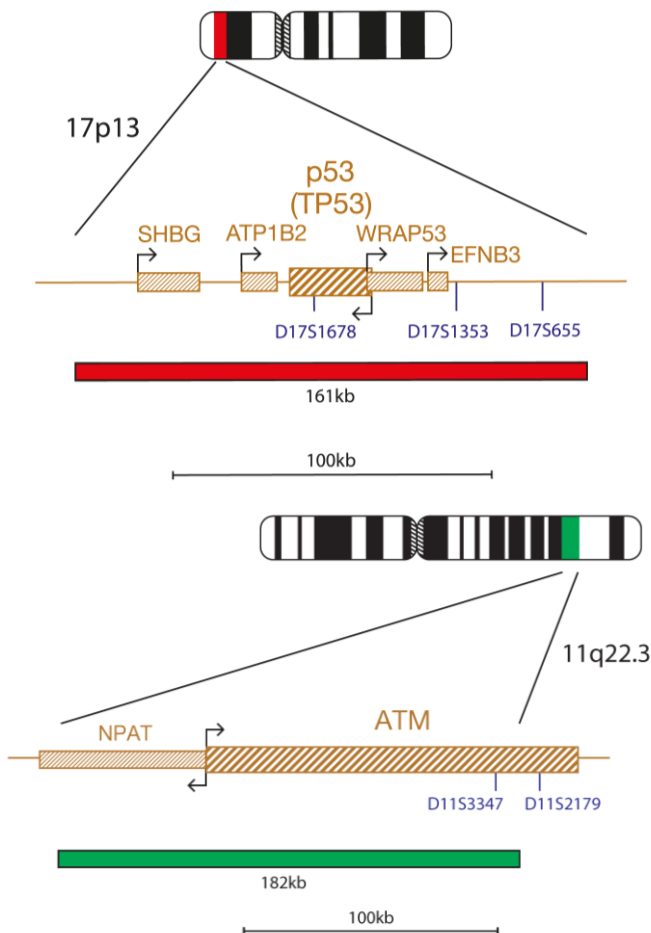 17p13
p53
(TP53)
SHBG
ATP1B2
WRAP53
EFNB3
D17S1678
D17S1353
D17S655
161kb
100kb
11q22.3
NPAT
ATM
D11S3347
D11S2179
182kb
100kb